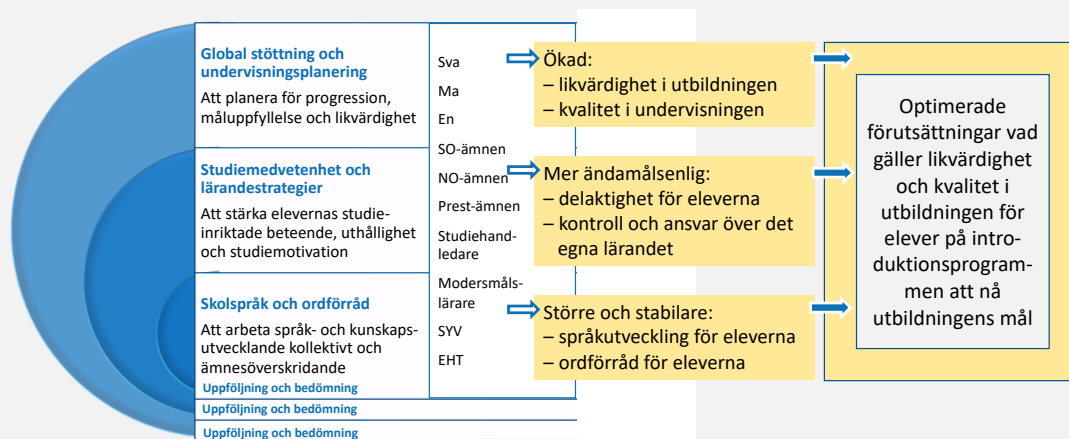 Global stöttning och
undervisningsplanering
Att planera för progression,
måluppfyllelse och likvärdighet
Studiemedvetenhet och
lärandestrategier
Att stärka elevernas studie-
inriktade beteende, uthållighet
och studiemotivation
Skolspråk och ordförråd
Att arbeta språk- och kunskaps-
utvecklande kollektivt och
ämnesöverskridande
Uppföljning och bedömning
Uppföljning och bedömning
Uppföljning och bedömning
Sva
Ma
En
SO-ämnen
NO-ämnen
Prest-ämnen
Studiehand-
ledare
Modersmåls-
lärare
SYV
EHT
Ökad:
– likvärdighet i utbildningen
– kvalitet i undervisningen
Mer ändamålsenlig:
– delaktighet för eleverna
– kontroll och ansvar över det
egna lärandet
Större och stabilare:
– språkutveckling för eleverna
– ordförråd för eleverna
Optimerade
förutsättningar vad
gäller likvärdighet
och kvalitet i
utbildningen för
elever på intro-
duktionsprogram-
men att nå
utbildningens mål